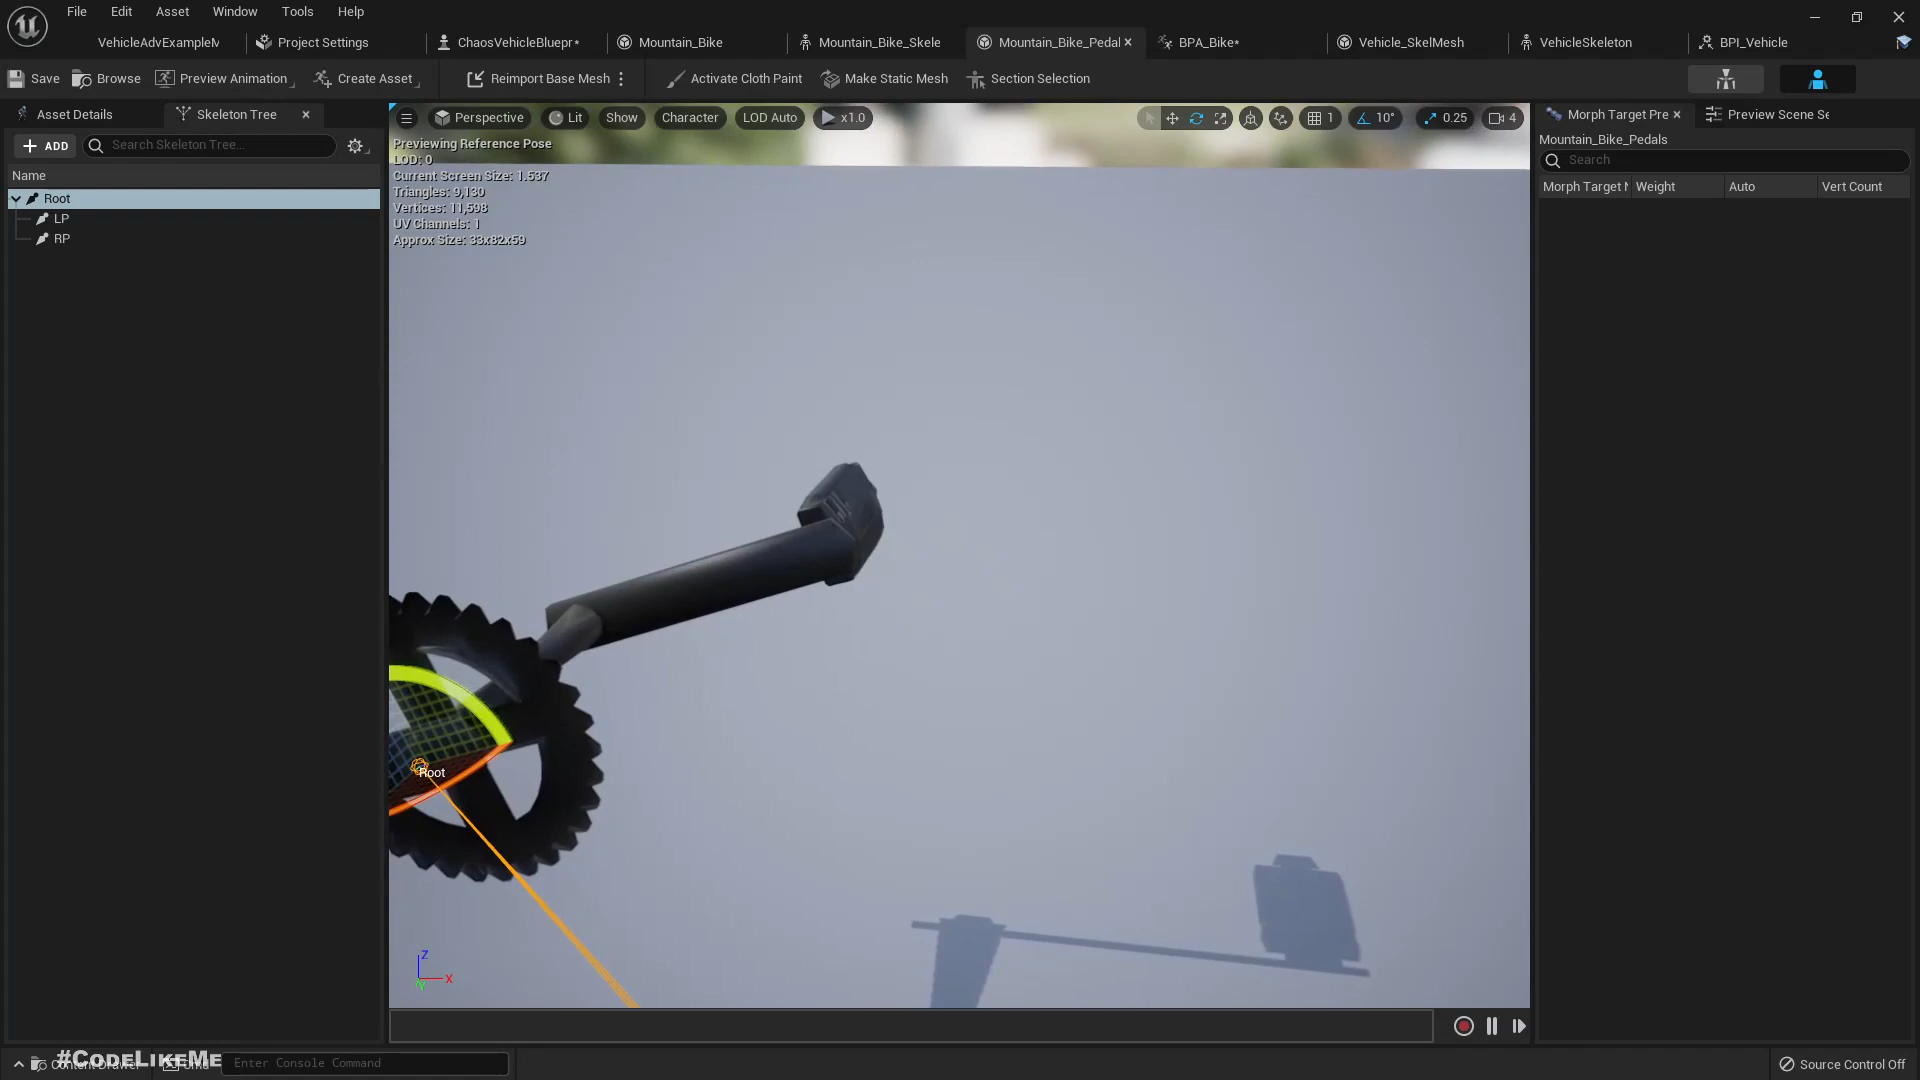 File Edit Asset Window Tools Help
VehicleAdvExampleM Project Settings ChaosVehicleBluepr* Mountain_Bike Mountain_Bike_Skele Mountain_Bike_Pedal BPA_Bike* Vehicle_SkelMesh VehicleSkeleton BPI_Vehicle
Save Browse Preview Animation Create Asset Reimport Base Mesh Activate Cloth Paint Make Static Mesh Section Selection
Asset Details Skeleton Tree
ADD Search Skeleton Tree...
Name
Root
LP
RP
Perspective Lit Show Character LOD Auto x1.0 1 10° 0.25 4
Previewing Reference Pose
LOD: 0
Current Screen Size: 1.537
Triangles: 9,130
Vertices: 11,598
UV Channels: 1
Approx Size: 33x82x59
Root
Z
X
Y
Morph Target Pre Preview Scene Se
Mountain_Bike_Pedals
Search
Morph Target N Weight Auto Vert Count
#CodeLikeMe
Content Drawer Cmd Enter Console Command Source Control Off